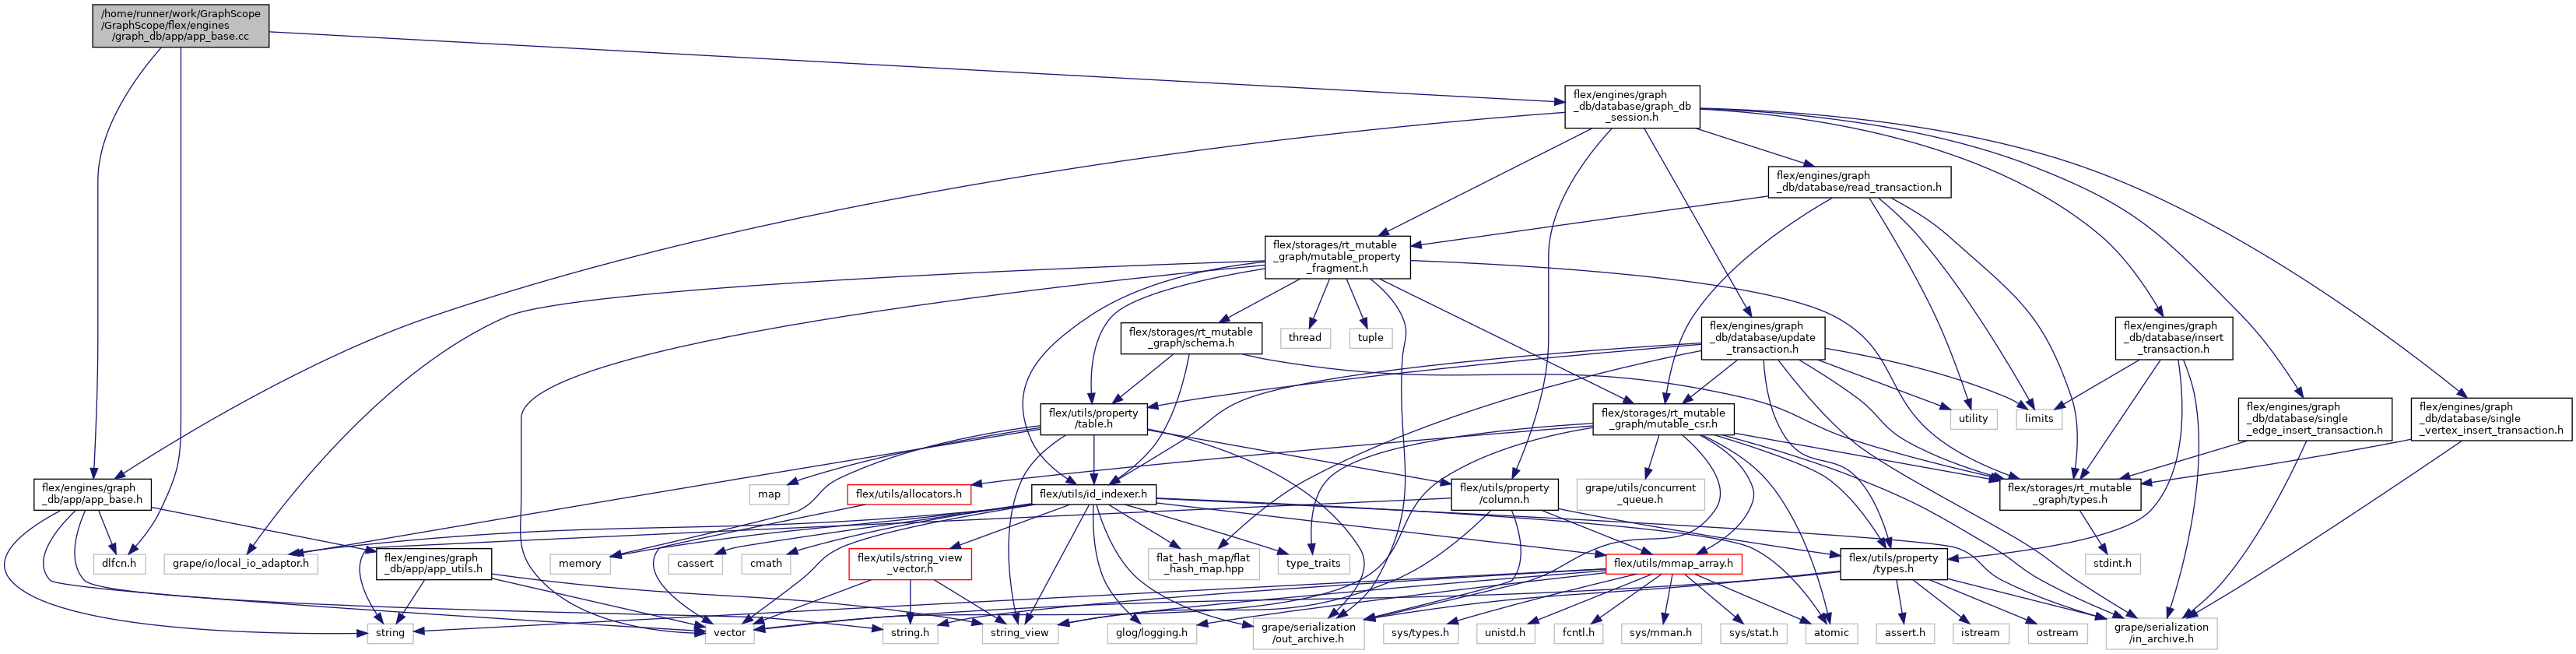 /home/runner/work/GraphScope
/GraphScope/flex/engines
/graph_db/app/app_base.cc
flex/engines/graph
_db/database/graph_db
_session.h
flex/engines/graph
_db/database/read_transaction.h
flex/storages/rt_mutable
_graph/mutable_property
_fragment.h
flex/storages/rt_mutable
_graph/schema.h
thread
tuple
flex/engines/graph
_db/database/update
_transaction.h
flex/engines/graph
_db/database/insert
_transaction.h
flex/utils/property
/table.h
flex/storages/rt_mutable
_graph/mutable_csr.h
utility
limits
flex/engines/graph
_db/database/single
_edge_insert_transaction.h
flex/engines/graph
_db/database/single
_vertex_insert_transaction.h
flex/engines/graph
_db/app/app_base.h
map
flex/utils/allocators.h
flex/utils/id_indexer.h
flex/utils/property
/column.h
grape/utils/concurrent
_queue.h
flex/storages/rt_mutable
_graph/types.h
dlfcn.h
grape/io/local_io_adaptor.h
flex/engines/graph
_db/app/app_utils.h
memory
cassert
cmath
flex/utils/string_view
_vector.h
flat_hash_map/flat
_hash_map.hpp
type_traits
flex/utils/mmap_array.h
flex/utils/property
/types.h
stdint.h
string
vector
string.h
string_view
glog/logging.h
grape/serialization
/out_archive.h
sys/types.h
unistd.h
fcntl.h
sys/mman.h
sys/stat.h
atomic
assert.h
istream
ostream
grape/serialization
/in_archive.h